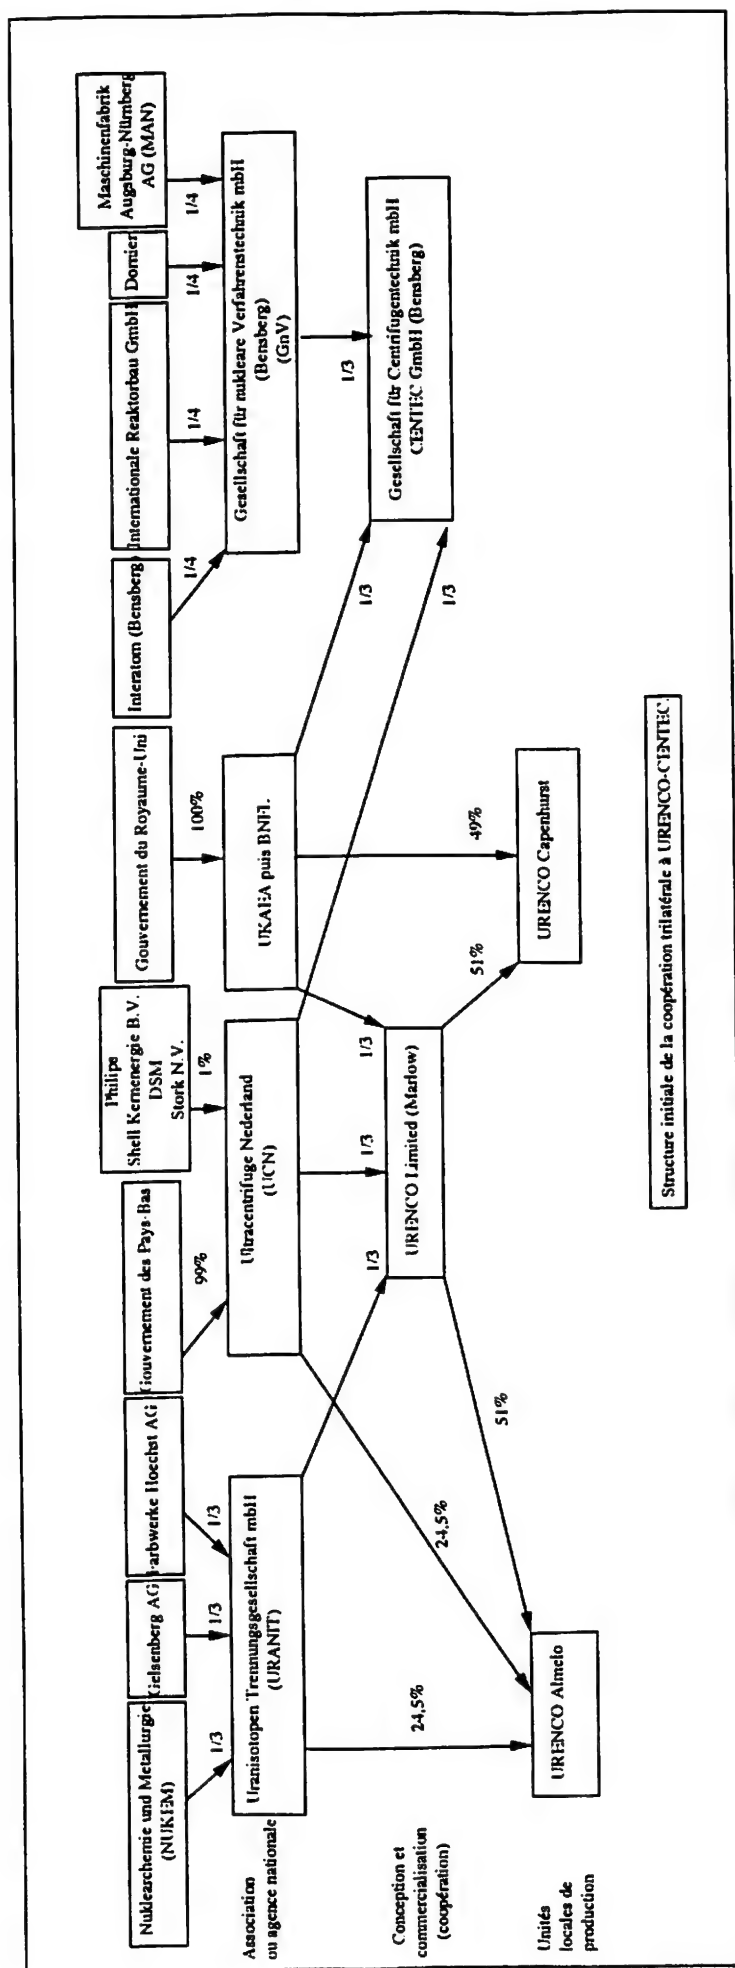 Nuklearchemie und Metallurgie
(NUKEM)
Gelsenberg AG
Farbwerke Hoechst AG
Gouvernement des Pays-Bas
Philips
Shell Kernenergie B.V.
DSM
Stork N.V.
Gouvernement du Royaume-Uni
Interatom (Bensberg)
Internationale Reaktorbau GmbH
Dornier
Maschinenfabrik
Augsburg-Nürnberg
AG (MAN)
1/3
1/3
1/3
99%
1%
100%
1/4
1/4
1/4
1/4
Association
ou agence nationale
Uranisotopen Trennungsgesellschaft mbH
(URANIT)
Ultracentrifuge Nederland
(UCN)
UKAEA puis BNFL
Gesellschaft für nukleare Verfahrenstechnik mbH
(Bensberg)
(GnV)
1/3
1/3
1/3
1/3
1/3
1/3
Conception et
commercialisation
(coopération)
URENCO Limited (Marlow)
Gesellschaft für Centrifugentechnik mbH
CENTEC GmbH (Bensberg)
24,5%
24,5%
51%
51%
49%
Unités
locales de
production
URENCO Almelo
URENCO Capenhurst
Structure initiale de la coopération trilatérale à URENCO-CENTEC.